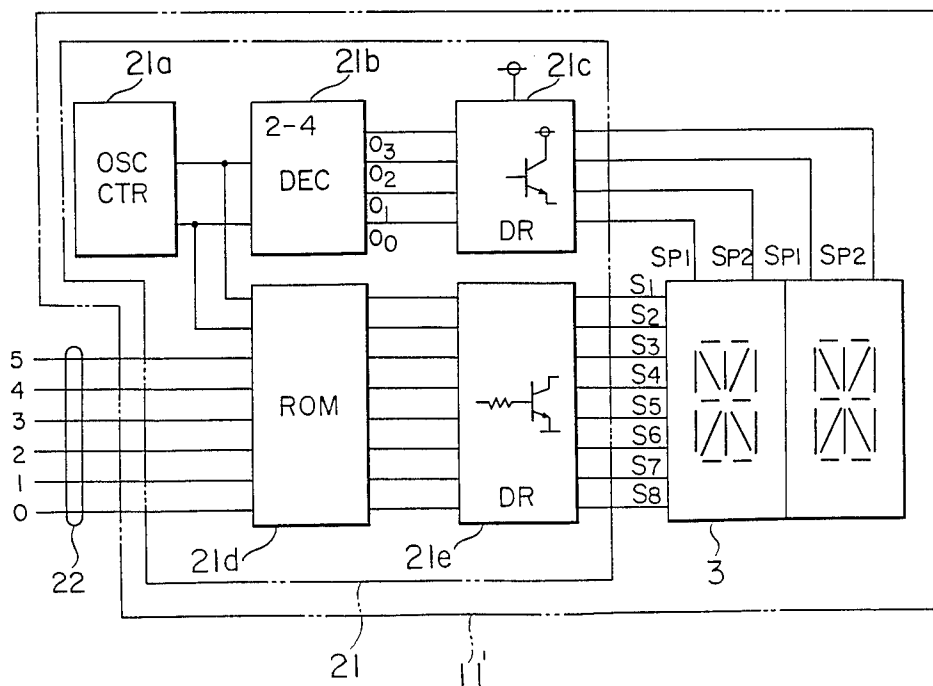 21a
21b
21c
OSC
CTR
2-4
DEC
O3
O2
O1
O0
DR
SP1 SP2 SP1 SP2
S1
S2
S3
S4
S5
S6
S7
S8
5
4
3
2
1
0
ROM
DR
22
21d
21e
3
21
11'